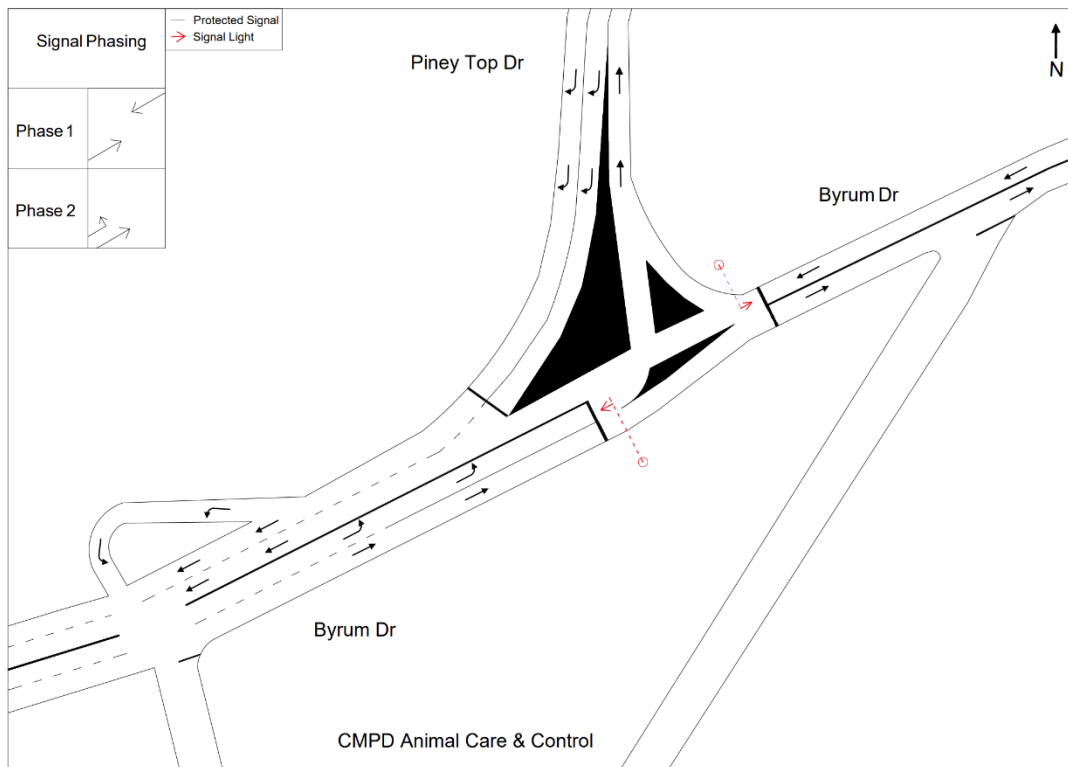 Signal Phasing
Protected Signal
Signal Light
Phase 1
Phase 2
Piney Top Dr
N
Byrum Dr
Byrum Dr
CMPD Animal Care & Control